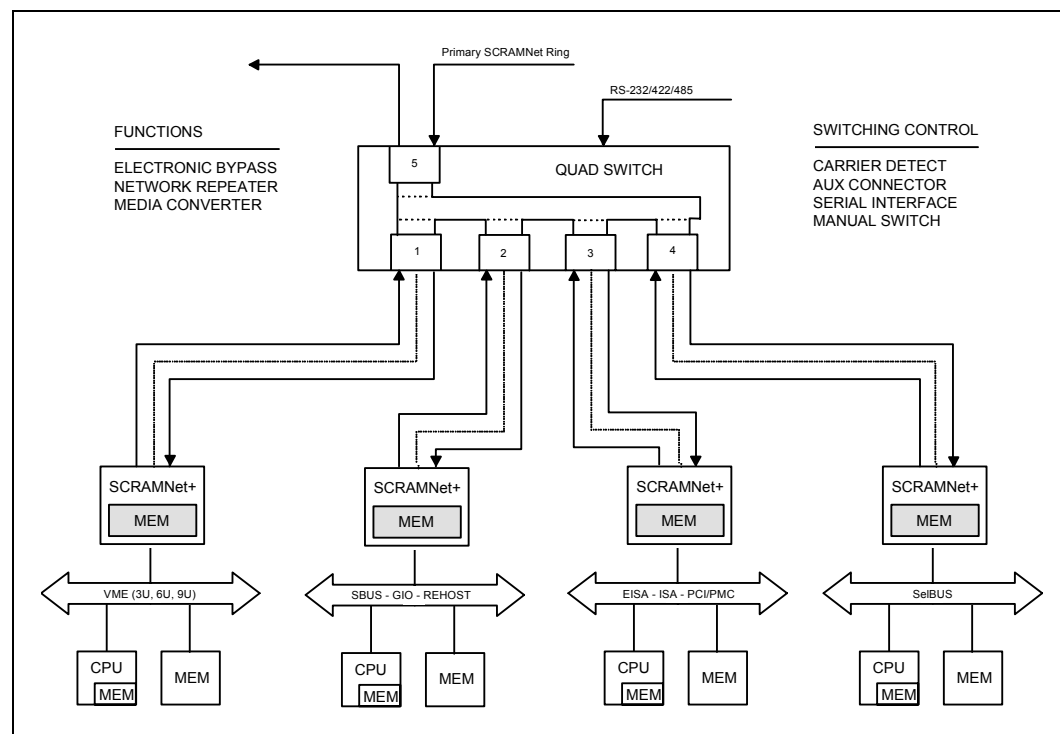 Primary SCRAMNet Ring
RS-232/422/485
FUNCTIONS
ELECTRONIC BYPASS
NETWORK REPEATER
MEDIA CONVERTER
SWITCHING CONTROL
CARRIER DETECT
AUX CONNECTOR
SERIAL INTERFACE
MANUAL SWITCH
5
QUAD SWITCH
1
2
3
4
SCRAMNet+
MEM
SCRAMNet+
MEM
SCRAMNet+
MEM
SCRAMNet+
MEM
VME (3U, 6U, 9U)
SBUS - GIO - REHOST
EISA - ISA - PCI/PMC
SelBUS
CPU
MEM
MEM
CPU
MEM
MEM
CPU
MEM
MEM
CPU
MEM
MEM